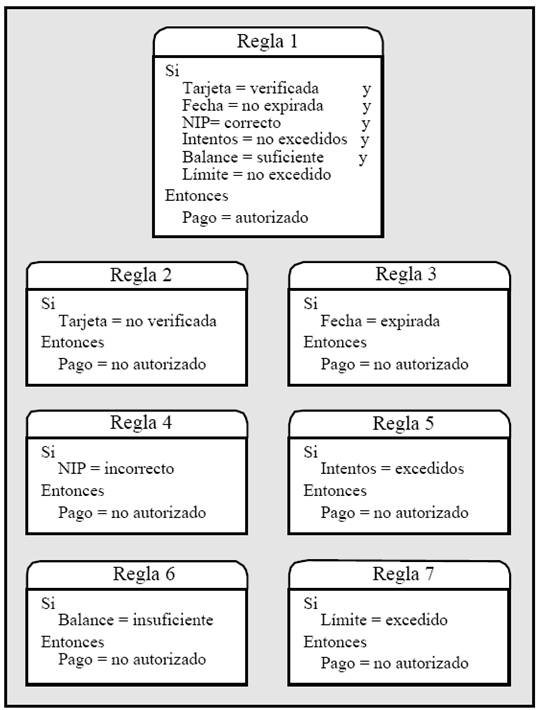 Regla 1
Si
Tarjeta = verificada y
Fecha = no expirada y
NIP= correcto y
Intentos = no excedidos y
Balance = suficiente y
Límite = no excedido
Entonces
Pago = autorizado
Regla 2
Si
Tarjeta = no verificada
Entonces
Pago = no autorizado
Regla 3
Si
Fecha = expirada
Entonces
Pago = no autorizado
Regla 4
Si
NIP = incorrecto
Entonces
Pago = no autorizado
Regla 5
Si
Intentos = excedidos
Entonces
Pago = no autorizado
Regla 6
Si
Balance = insuficiente
Entonces
Pago = no autorizado
Regla 7
Si
Límite = excedido
Entonces
Pago = no autorizado